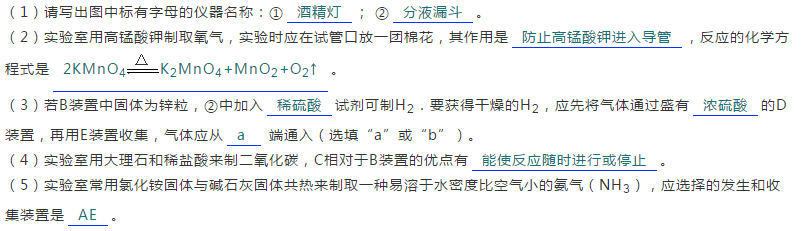 （1）请写出图中标有字母的仪器名称：① 酒精灯 ；② 分液漏斗 。
（2）实验室用高锰酸钾制取氧气，实验时应在试管口放一团棉花，其作用是 防止高锰酸钾进入导管 ，反应的化学方
程式是 2KMnO₄ △ K₂MnO₄+MnO₂+O₂↑ 。
（3）若B装置中固体为锌粒，②中加入 稀硫酸 试剂可制H₂．要获得干燥的H₂，应先将气体通过盛有 浓硫酸 的D
装置，再用E装置收集，气体应从 a 端通入（选填“a”或“b”）。
（4）实验室用大理石和稀盐酸来制二氧化碳，C相对于B装置的优点有 能使反应随时进行或停止 。
（5）实验室常用氯化铵固体与碱石灰固体共热来制取一种易溶于水密度比空气小的氨气（NH₃），应选择的发生和收
集装置是 AE 。